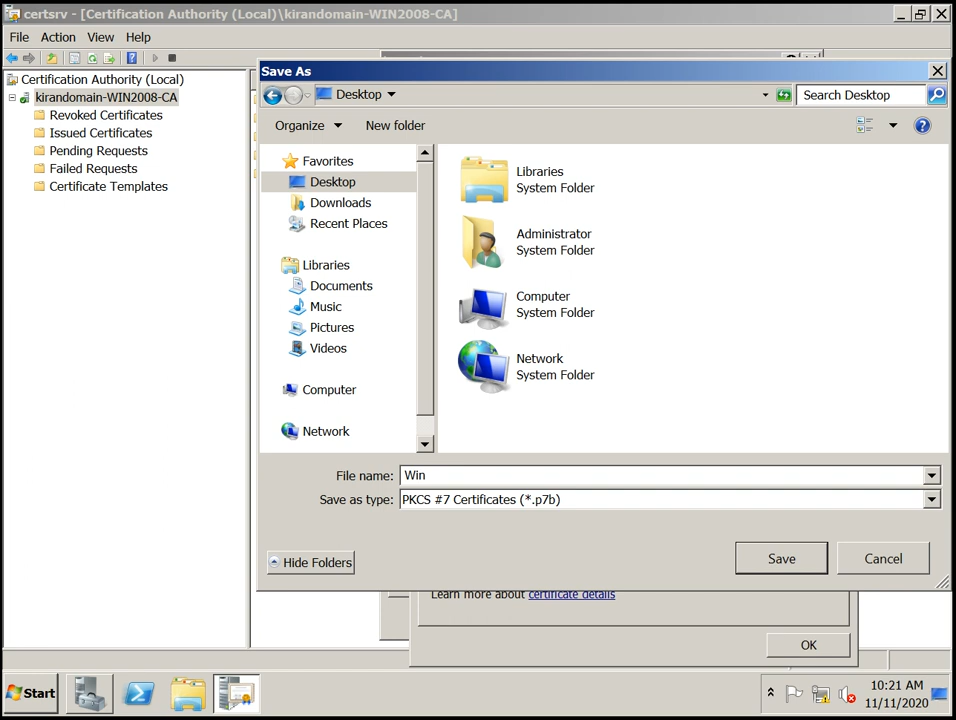 certsrv - [Certification Authority (Local)\kirandomain-WIN2008-CA]
File Action View Help
Certification Authority (Local)
kirandomain-WIN2008-CA
Revoked Certificates
Issued Certificates
Pending Requests
Failed Requests
Certificate Templates
Save As
Desktop
Search Desktop
Organize New folder
Favorites
Desktop
Downloads
Recent Places
Libraries
Documents
Music
Pictures
Videos
Computer
Network
Libraries
System Folder
Administrator
System Folder
Computer
System Folder
Network
System Folder
File name: Win
Save as type: PKCS #7 Certificates (*.p7b)
Hide Folders
Save
Cancel
Learn more about certificate details
OK
Start
10:21 AM
11/11/2020